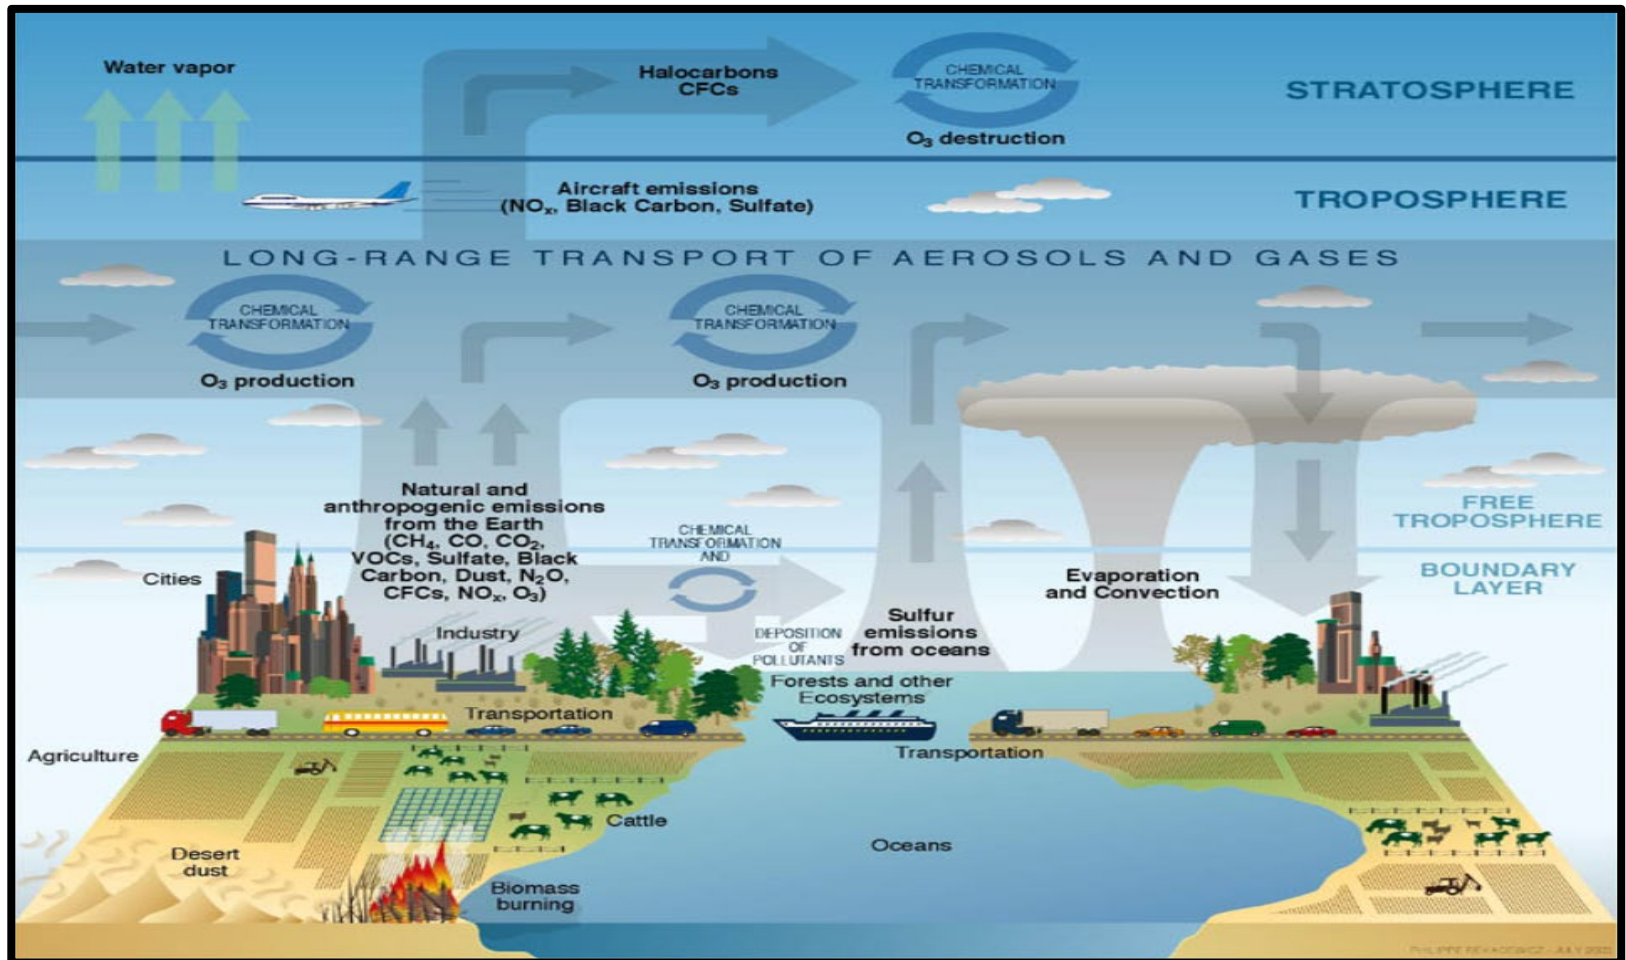 Water vapor
Halocarbons
CFCs
CHEMICAL
TRANSFORMATION
O₃ destruction
STRATOSPHERE
Aircraft emissions
(NOₓ, Black Carbon, Sulfate)
TROPOSPHERE
LONG-RANGE TRANSPORT OF AEROSOLS AND GASES
CHEMICAL
TRANSFORMATION
O₃ production
CHEMICAL
TRANSFORMATION
O₃ production
Natural and
anthropogenic emissions
from the Earth
(CH₄, CO, CO₂,
VOCs, Sulfate, Black
Carbon, Dust, N₂O,
CFCs, NOₓ, O₃)
CHEMICAL
TRANSFORMATION
AND
DEPOSITION
OF
POLLUTANTS
FREE
TROPOSPHERE
BOUNDARY
LAYER
Cities
Industry
Sulfur
emissions
from oceans
Evaporation
and Convection
Forests and other
Ecosystems
Transportation
Transportation
Agriculture
Cattle
Oceans
Desert
dust
Biomass
burning
PHILIPPE REKACEWICZ - JULY